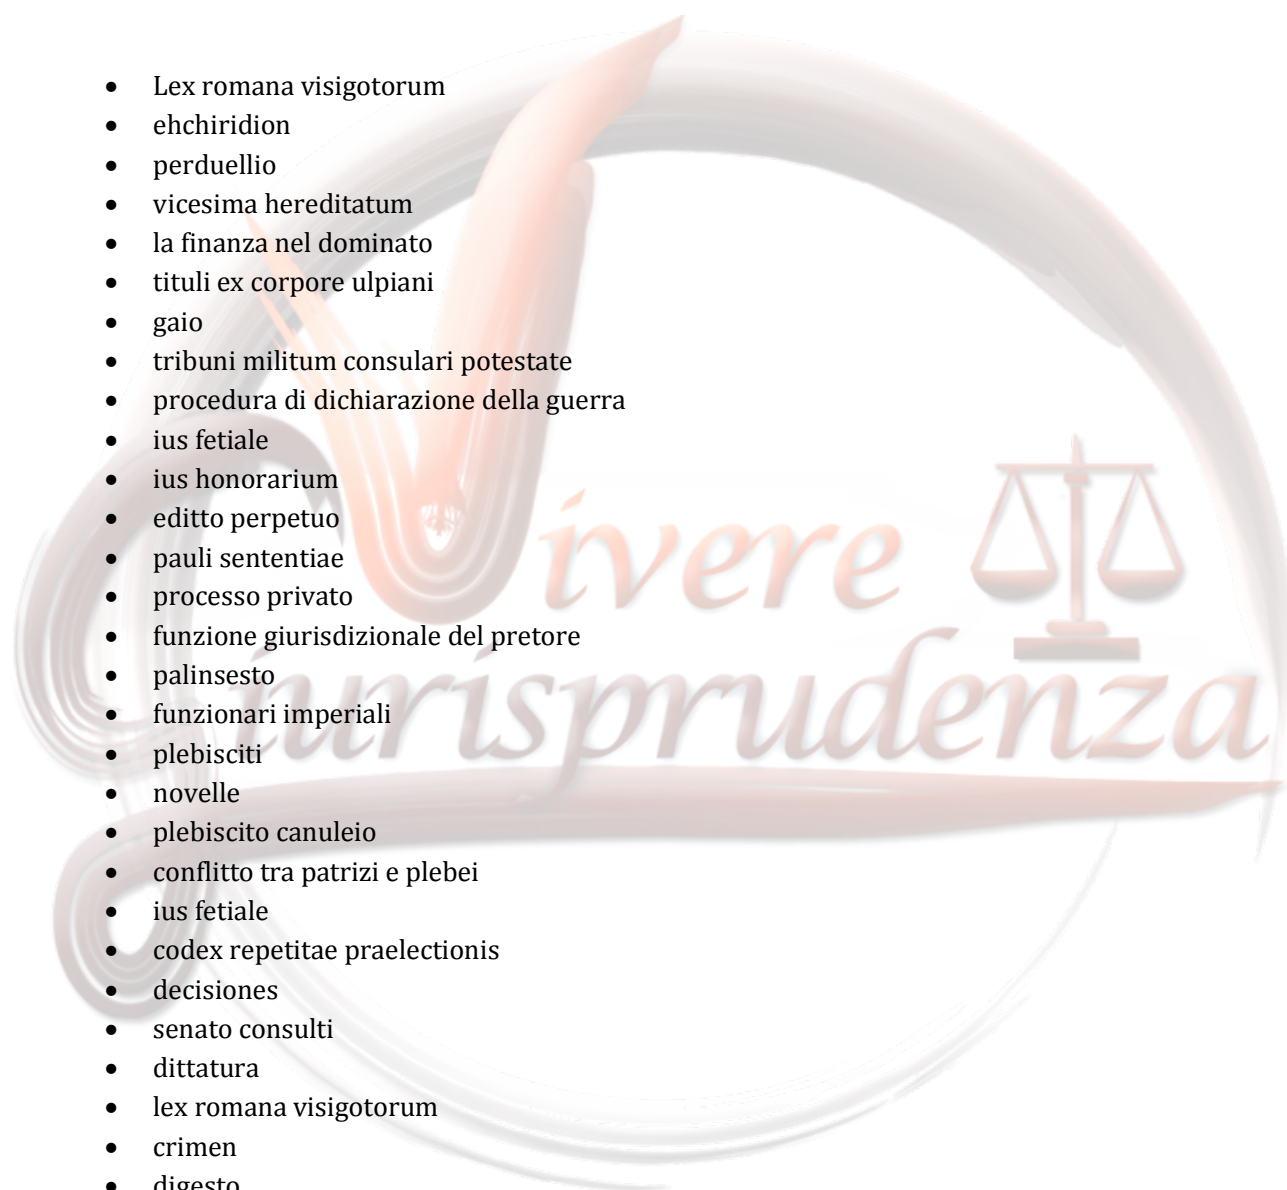 • Lex romana visigotorum
• ehchiridion
• perduellio
• vicesima hereditatum
• la finanza nel dominato
• tituli ex corpore ulpiani
• gaio
• tribuni militum consulari potestate
• procedura di dichiarazione della guerra
• ius fetiale
• ius honorarium
• editto perpetuo
• pauli sententiae
• processo privato
• funzione giurisdizionale del pretore
• palinsesto
• funzionari imperiali
• plebisciti
• novelle
• plebiscito canuleio
• conflitto tra patrizi e plebei
• ius fetiale
• codex repetitae praelectionis
• decisiones
• senato consulti
• dittatura
• lex romana visigotorum
• crimen
• digesto
Vivere
Giurisprudenza